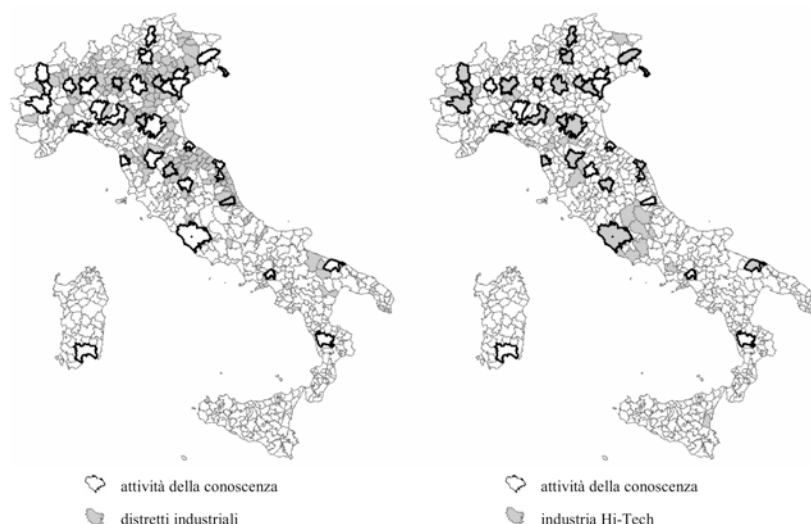 attività della conoscenza
distretti industriali
attività della conoscenza
industria Hi-Tech